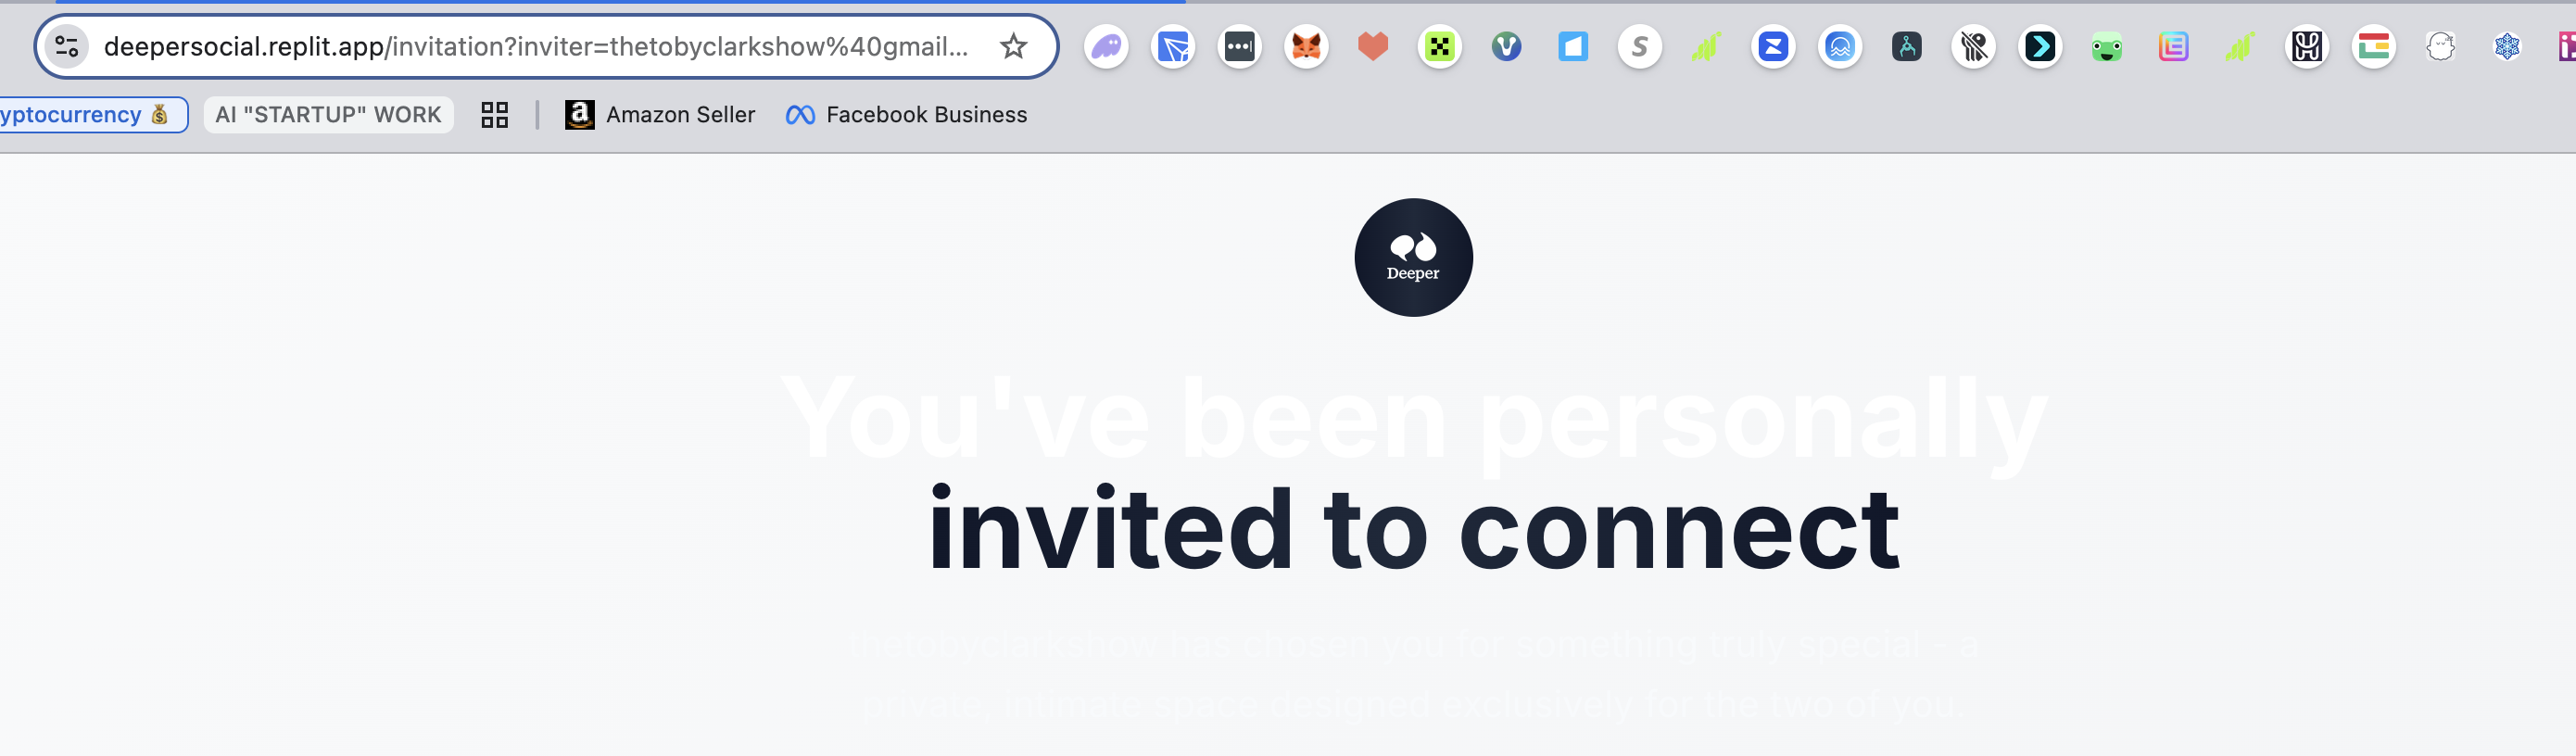 deepersocial.replit.app/invitation?inviter=thetobyclarkshow%40gmail...
yptocurrency 💰
AI "STARTUP" WORK
Amazon Seller
Facebook Business
Deeper
You've been personally
invited to connect
thetobyclarkshow has chosen you for something truly special - a
private, intimate space designed exclusively for the two of you.